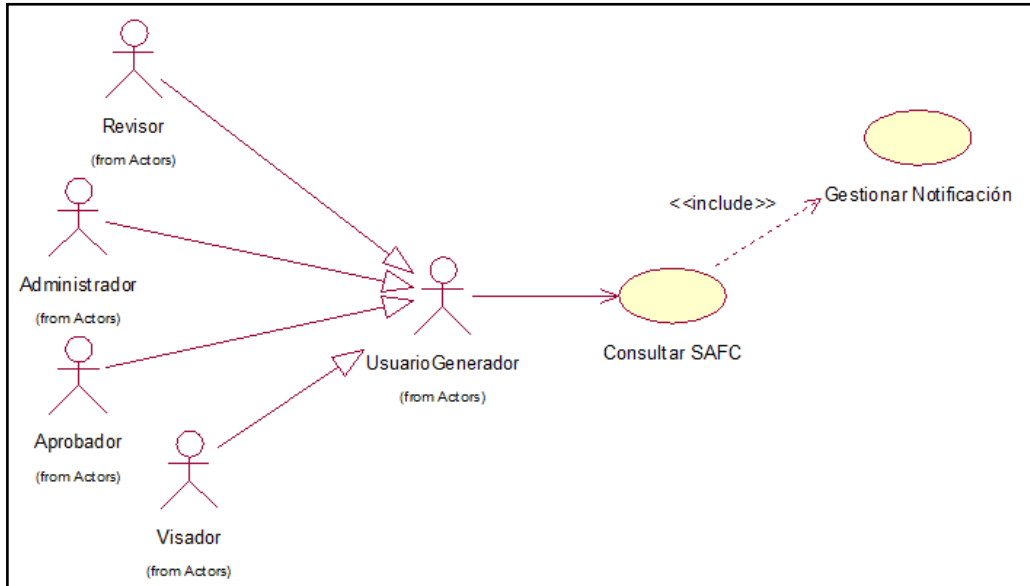 Revisor
(from Actors)
Gestionar Notificación
<<include>>
Administrador
(from Actors)
UsuarioGenerador
(from Actors)
Consultar SAFC
Aprobador
(from Actors)
Visador
(from Actors)